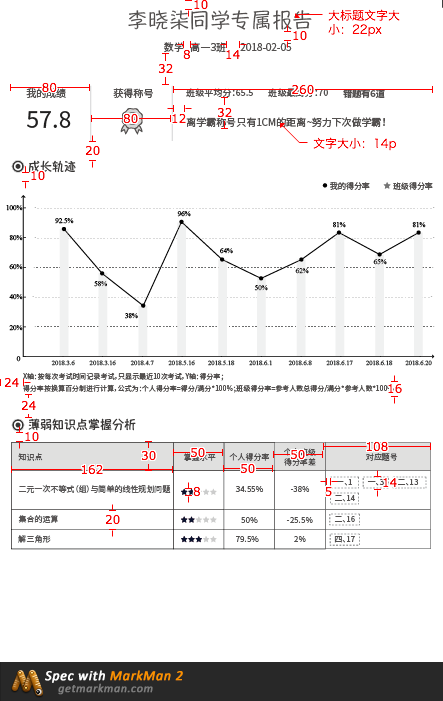 10
李晓柒同学专属报告
大标题文字大
小：22px
10
数学 高一3班 2018-02-05
8
14
32
80
260
我的成绩
获得称号
班级平均分:65.5
班级最高分:70
错题有6道
57.8
80
12
32
离学霸称号只有1CM的距离~努力下次做学霸！
20
文字大小：14p
成长轨迹
10
我的得分率
班级得分率
100%
80%
60%
40%
20%
0
92.5%
58%
38%
96%
64%
50%
62%
81%
65%
81%
2018.3.6
2018.3.16
2018.4.7
2018.5.16
2018.5.18
2018.6.1
2018.6.8
2018.6.17
2018.6.18
2018.6.20
X轴:按每次考试时间记录考试,只显示最近10次考试,Y轴:得分率;
24
得分率按换算百分制进行计算,公式为:个人得分率=得分/满分*100%;班级得分率=参考人数总得分/满分*参考人数*100%
16
24
薄弱知识点掌握分析
10
知识点
掌握水平
个人得分率
得分率差
对应题号
30
50
50
50
108
162
二元一次不等式(组)与简单的线性规划问题
34.55%
-38%
一、1
一、3
二、13
二、14
28
5
14
集合的运算
50%
-25.5%
二、16
20
解三角形
79.5%
2%
四、17
Spec with MarkMan 2
getmarkman.com